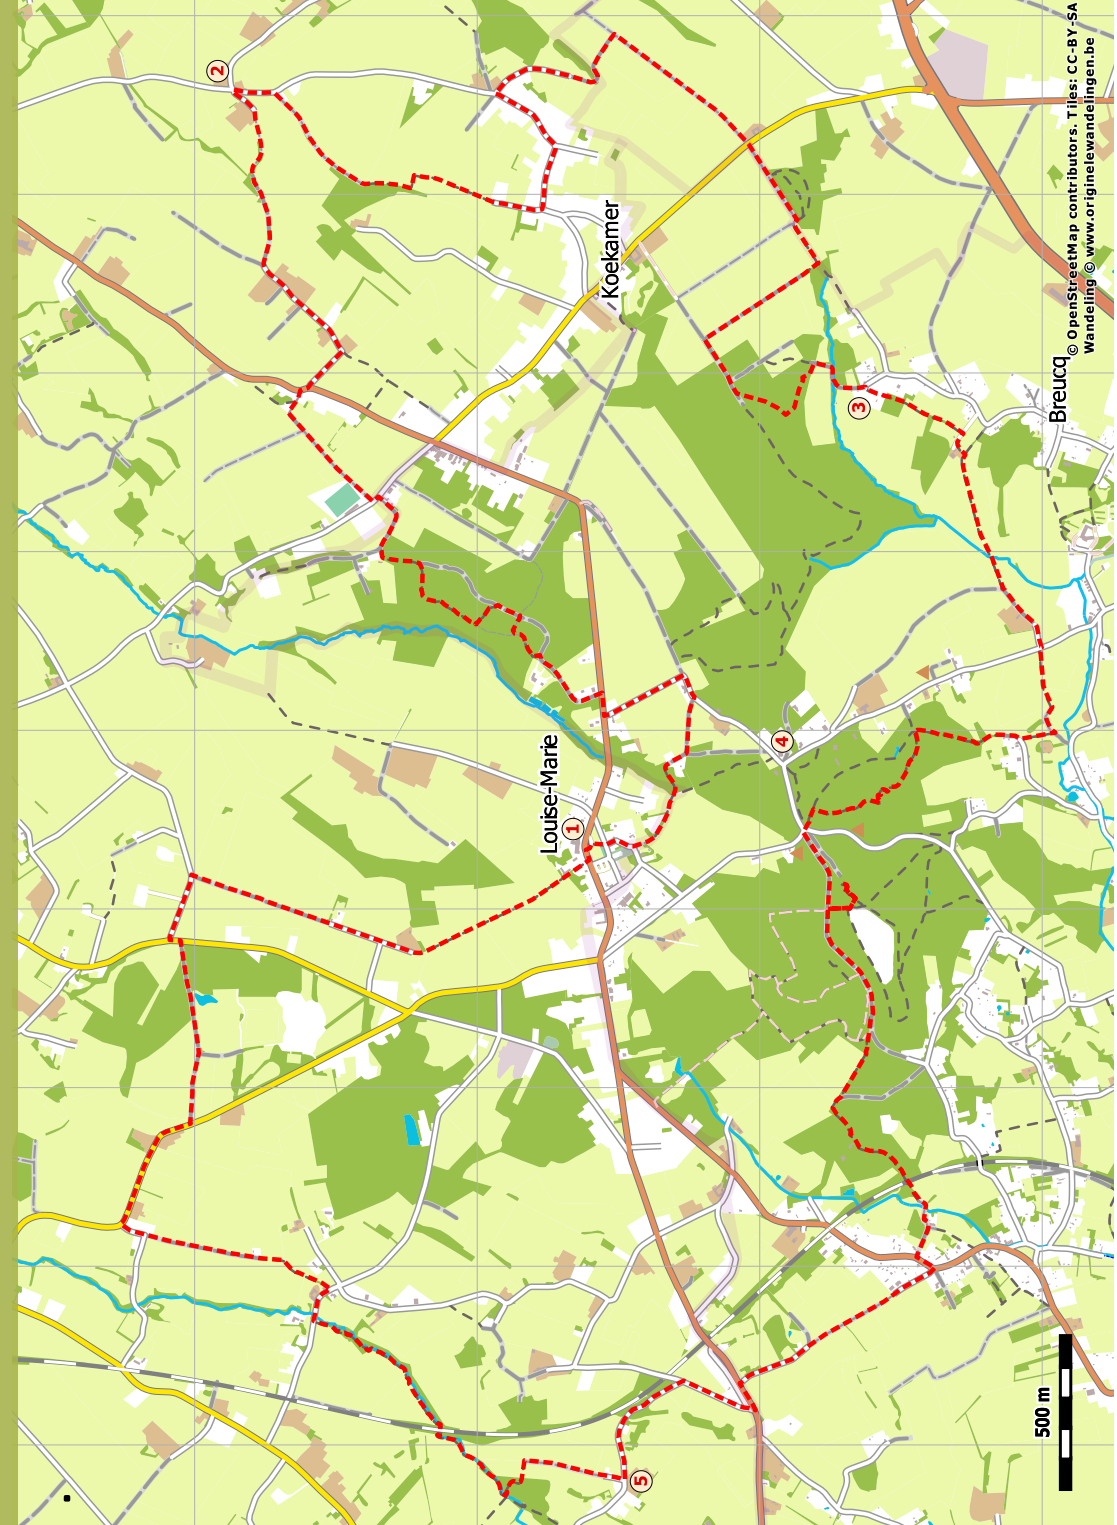 2
Koekamer
3
Breucq
4
Louise-Marie
1
5
500 m
© OpenStreetMap contributors. Tiles: CC-BY-SA
Wandeling © www.originelewandelingen.be